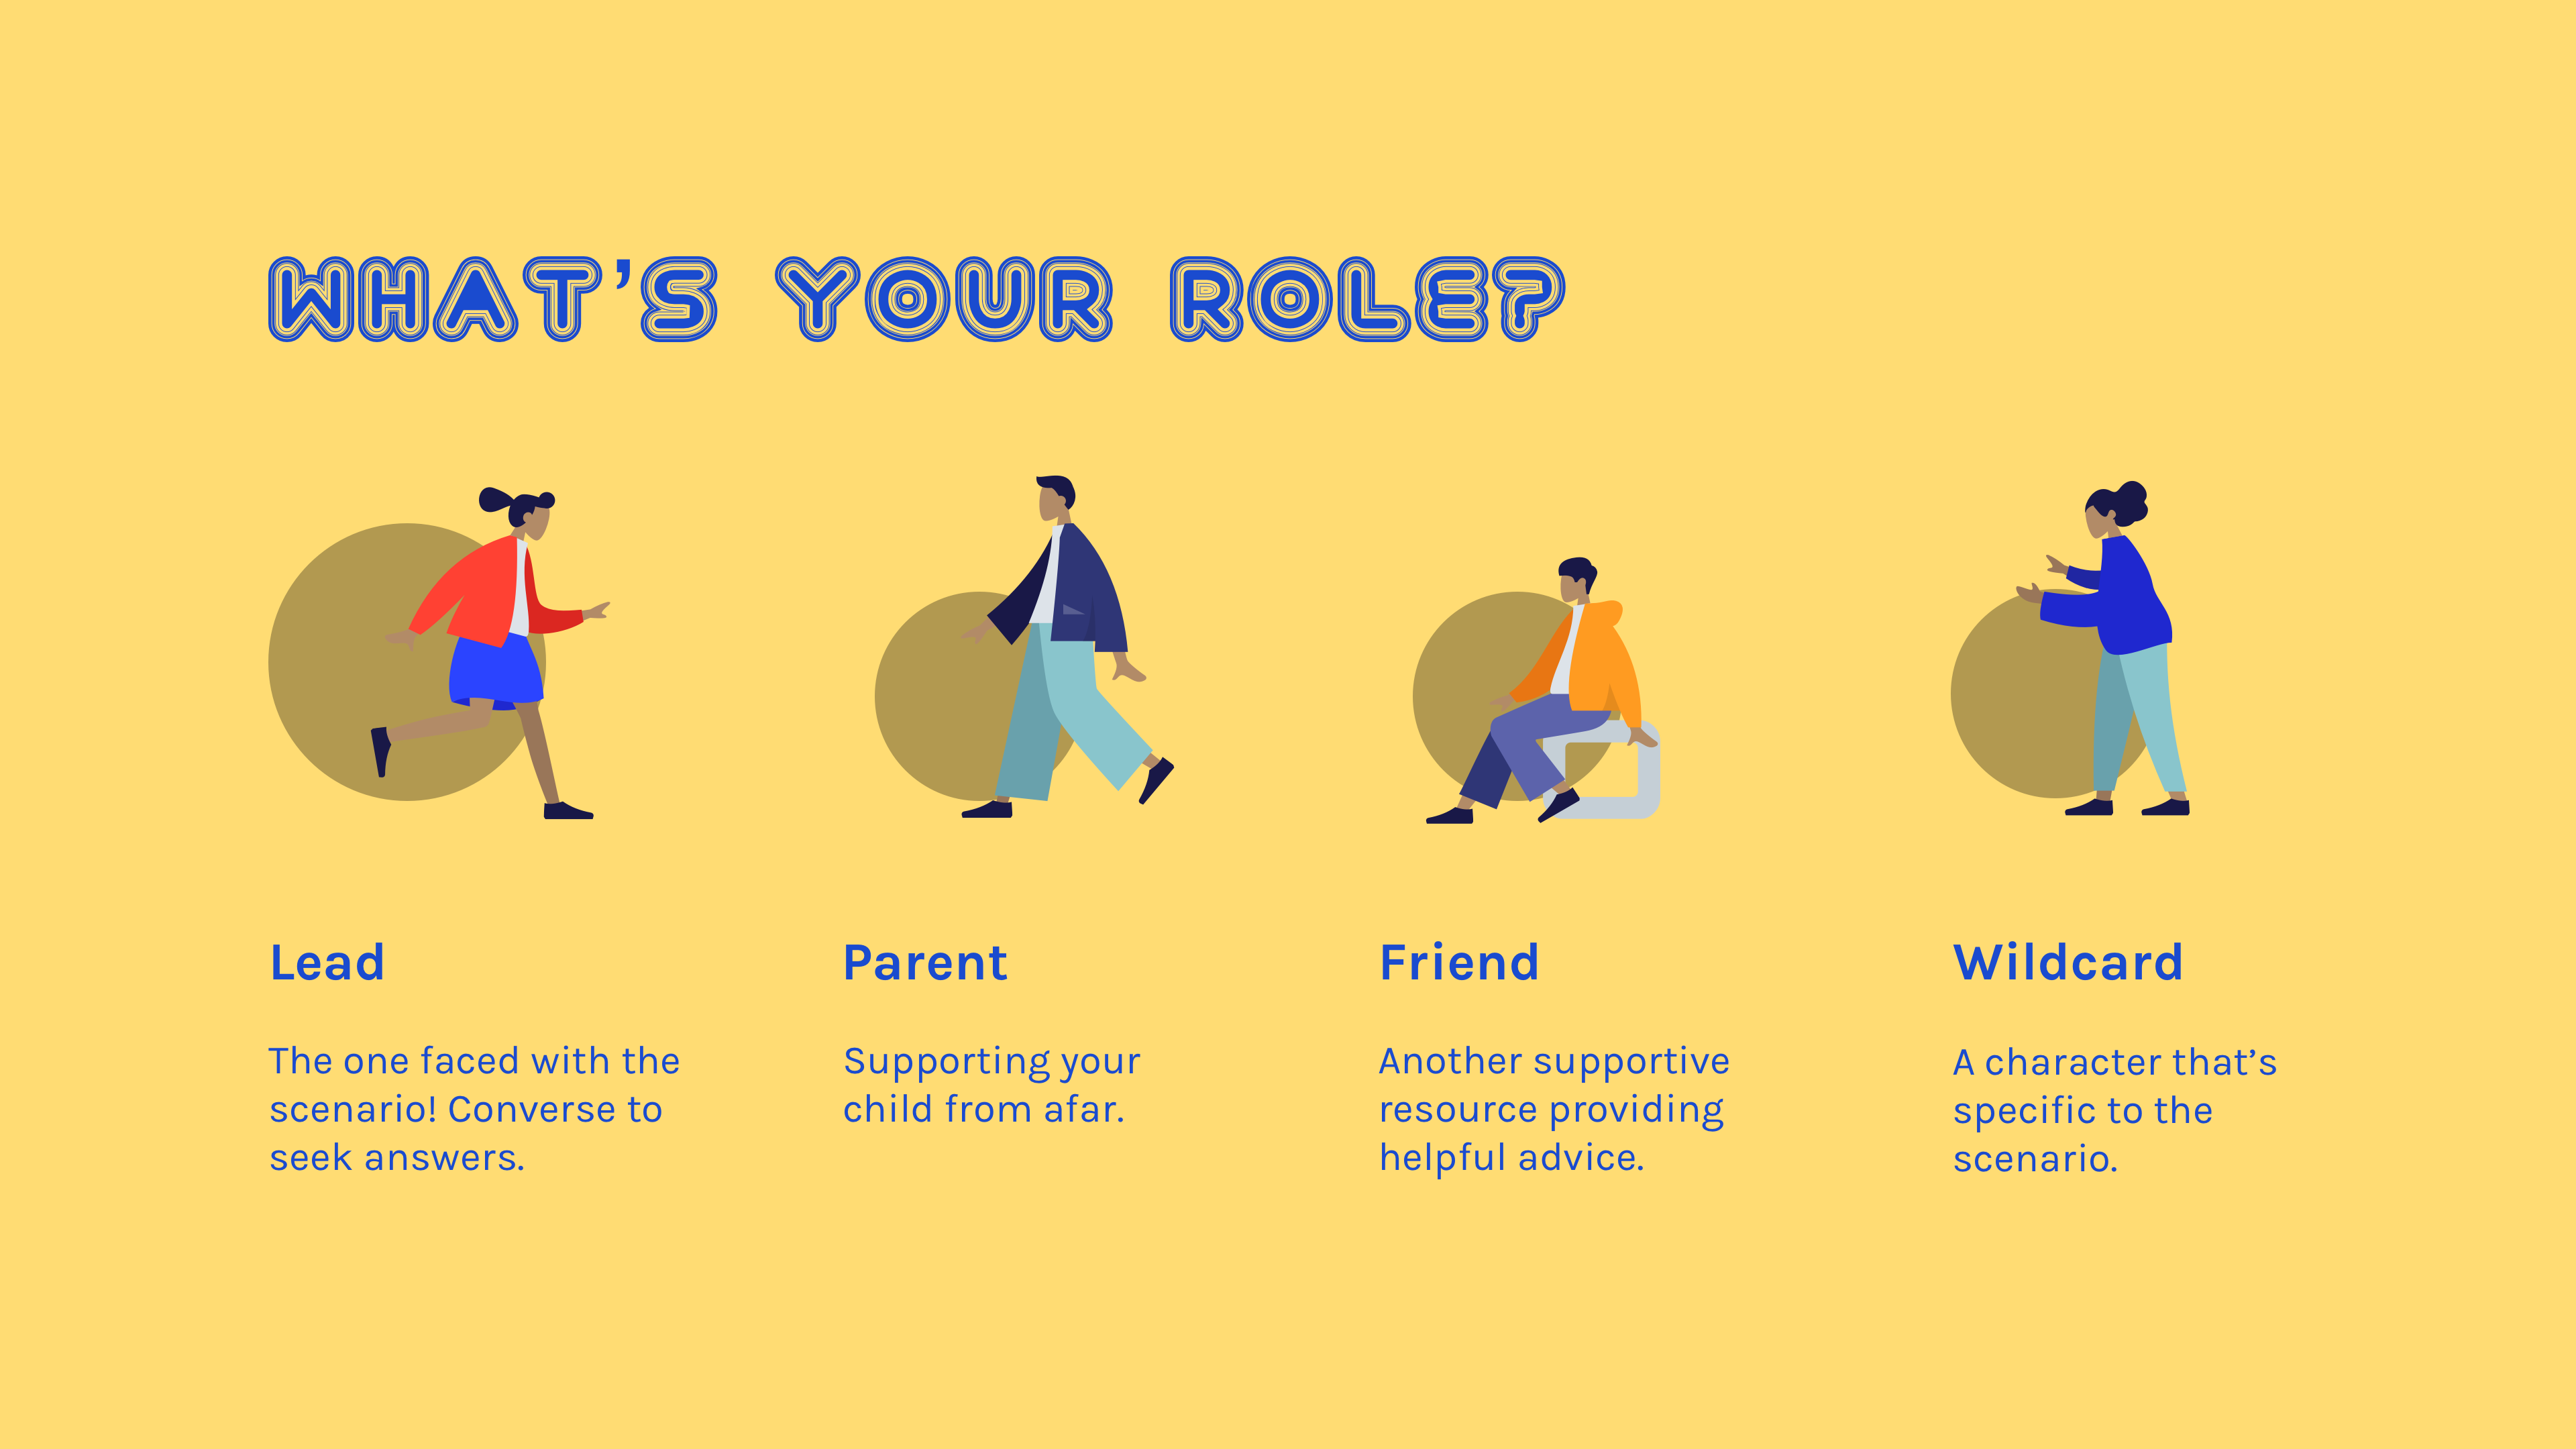 WHAT’S YOUR ROLE?
Lead
The one faced with the
scenario! Converse to
seek answers.
Parent
Supporting your
child from afar.
Friend
Another supportive
resource providing
helpful advice.
Wildcard
A character that’s
specific to the
scenario.